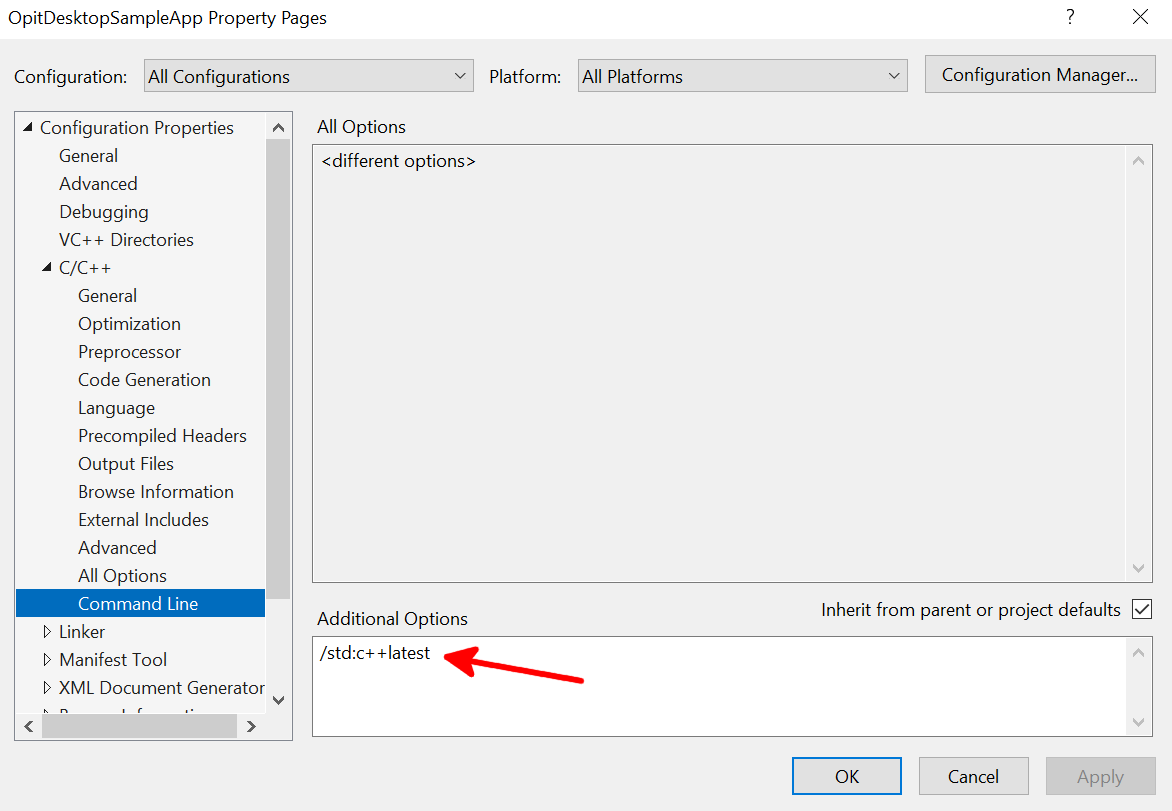 OpitDesktopSampleApp Property Pages
?
Configuration: All Configurations Platform: All Platforms Configuration Manager...
Configuration Properties
General
Advanced
Debugging
VC++ Directories
C/C++
General
Optimization
Preprocessor
Code Generation
Language
Precompiled Headers
Output Files
Browse Information
External Includes
Advanced
All Options
Command Line
Linker
Manifest Tool
XML Document Generator
All Options
<different options>
Additional Options
Inherit from parent or project defaults
/std:c++latest
OK Cancel Apply